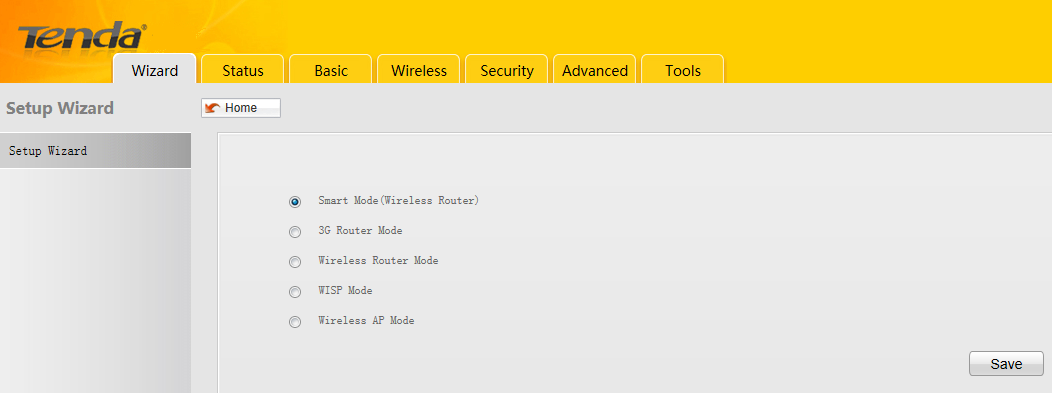 Tenda®
Wizard Status Basic Wireless Security Advanced Tools
Setup Wizard
Home
Setup Wizard
Smart Mode(Wireless Router)
3G Router Mode
Wireless Router Mode
WISP Mode
Wireless AP Mode
Save